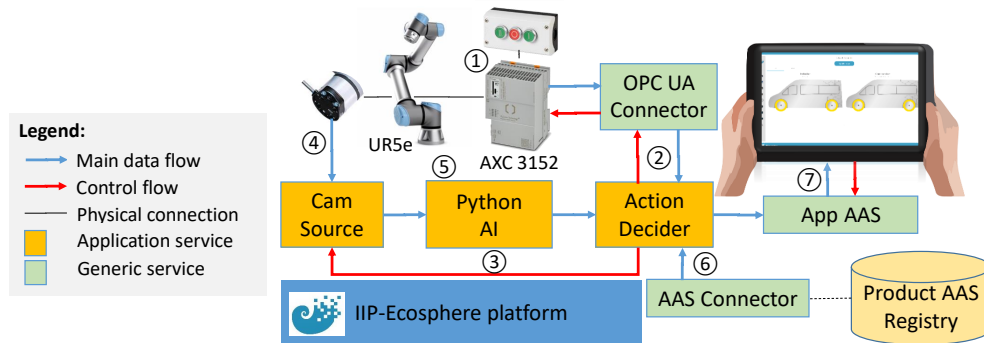 Legend:
Main data flow
Control flow
Physical connection
Application service
Generic service
①
UR5e
AXC 3152
OPC UA
Connector
④
⑤
②
⑦
Cam
Source
Python
AI
Action
Decider
App AAS
③
⑥
IIP-Ecosphere platform
AAS Connector
Product AAS
Registry